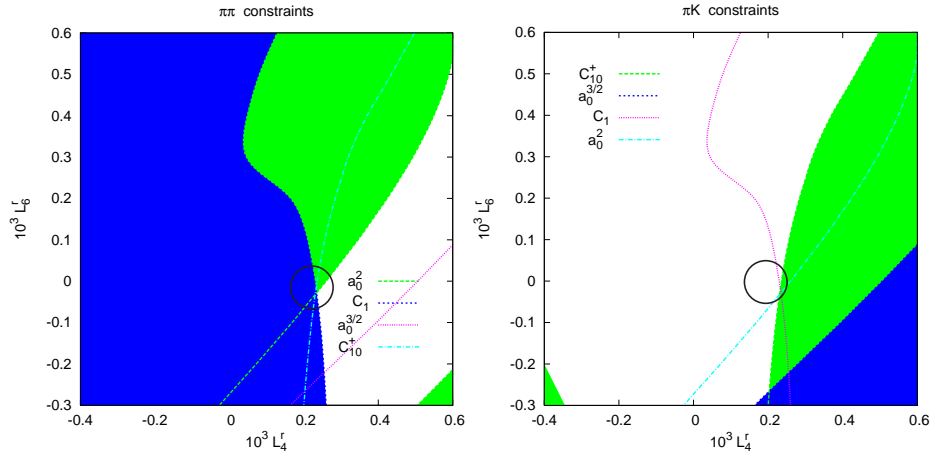 ππ constraints
0.6
0.5
0.4
0.3
0.2
0.1
0
-0.1
-0.2
-0.3
10³ L₆ʳ
-0.4
-0.2
0
0.2
0.4
0.6
10³ L₄ʳ
a₀²
C₁
a₀^{3/2}
C₁₀⁺
πK constraints
0.6
0.5
0.4
0.3
0.2
0.1
0
-0.1
-0.2
-0.3
10³ L₆ʳ
-0.4
-0.2
0
0.2
0.4
0.6
10³ L₄ʳ
C₁₀⁺
a₀^{3/2}
C₁
a₀²